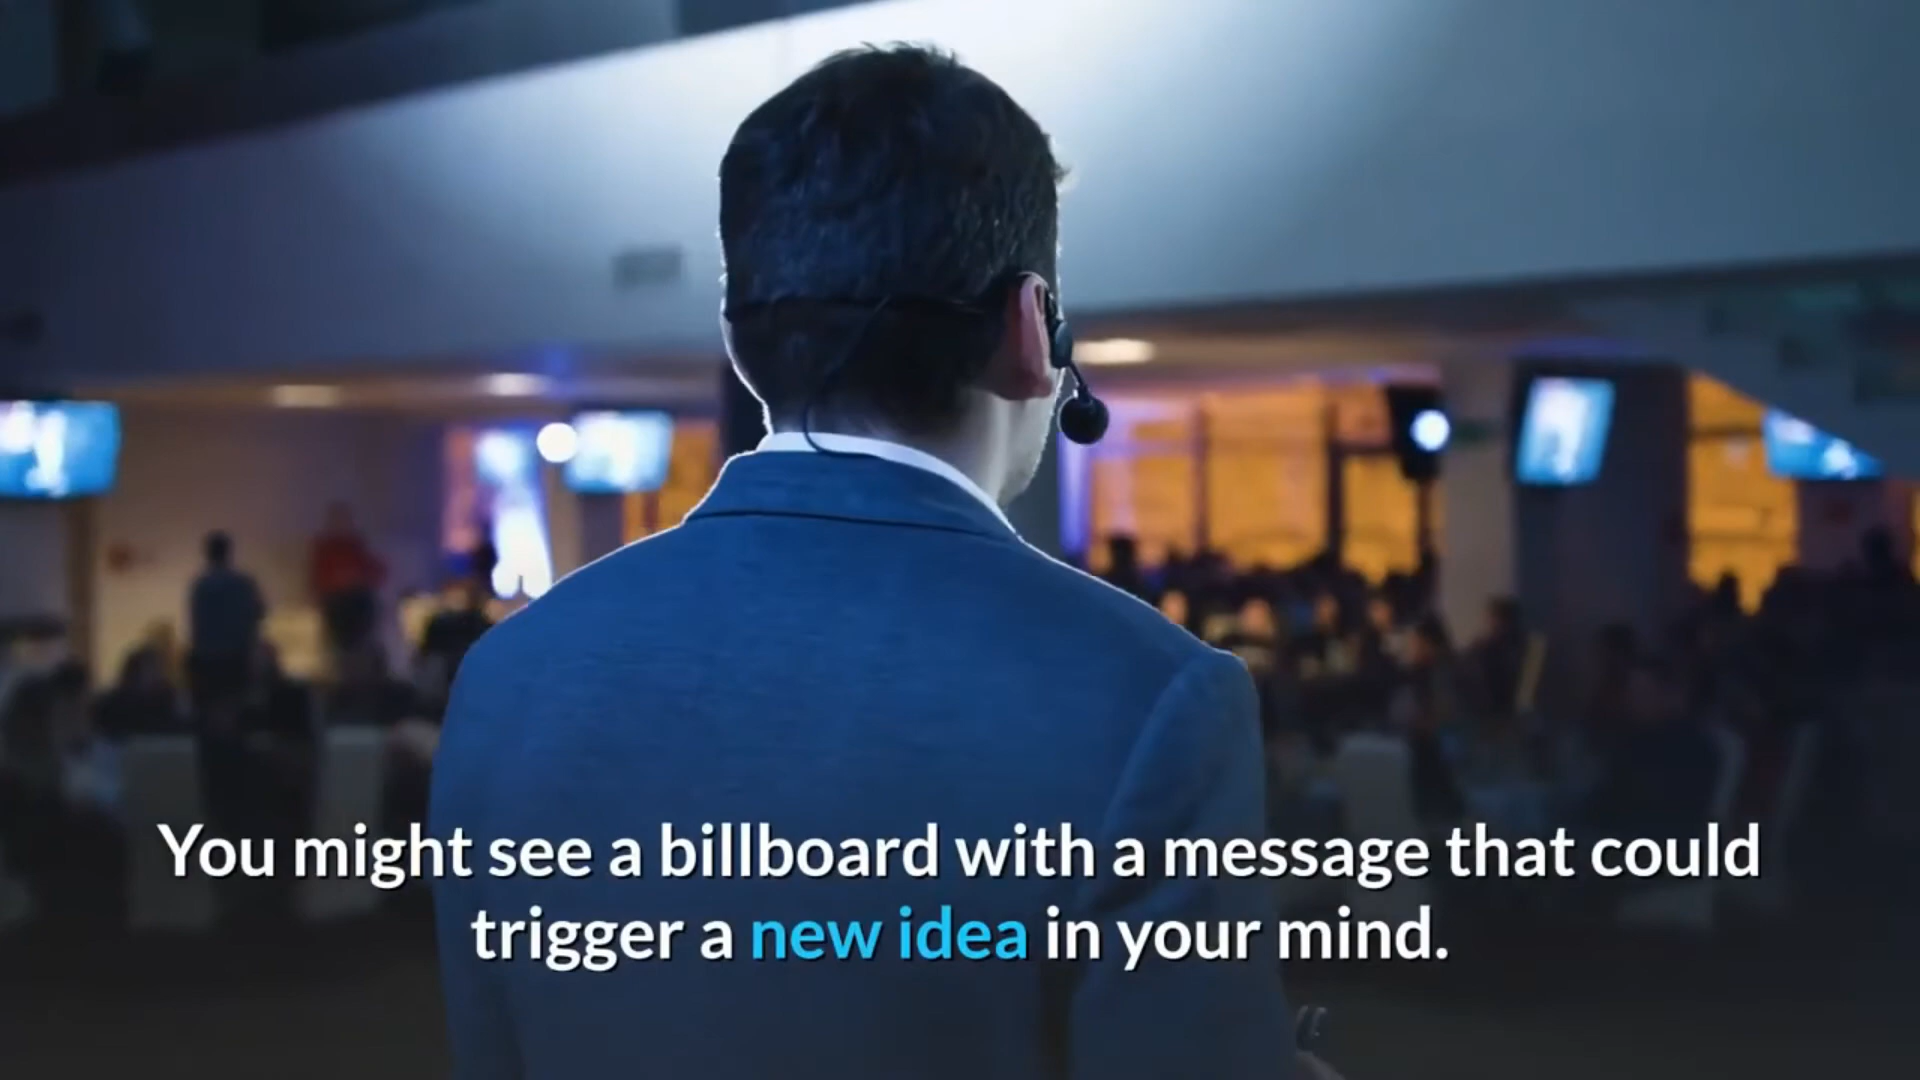 You might see a billboard with a message that could
trigger a new idea in your mind.